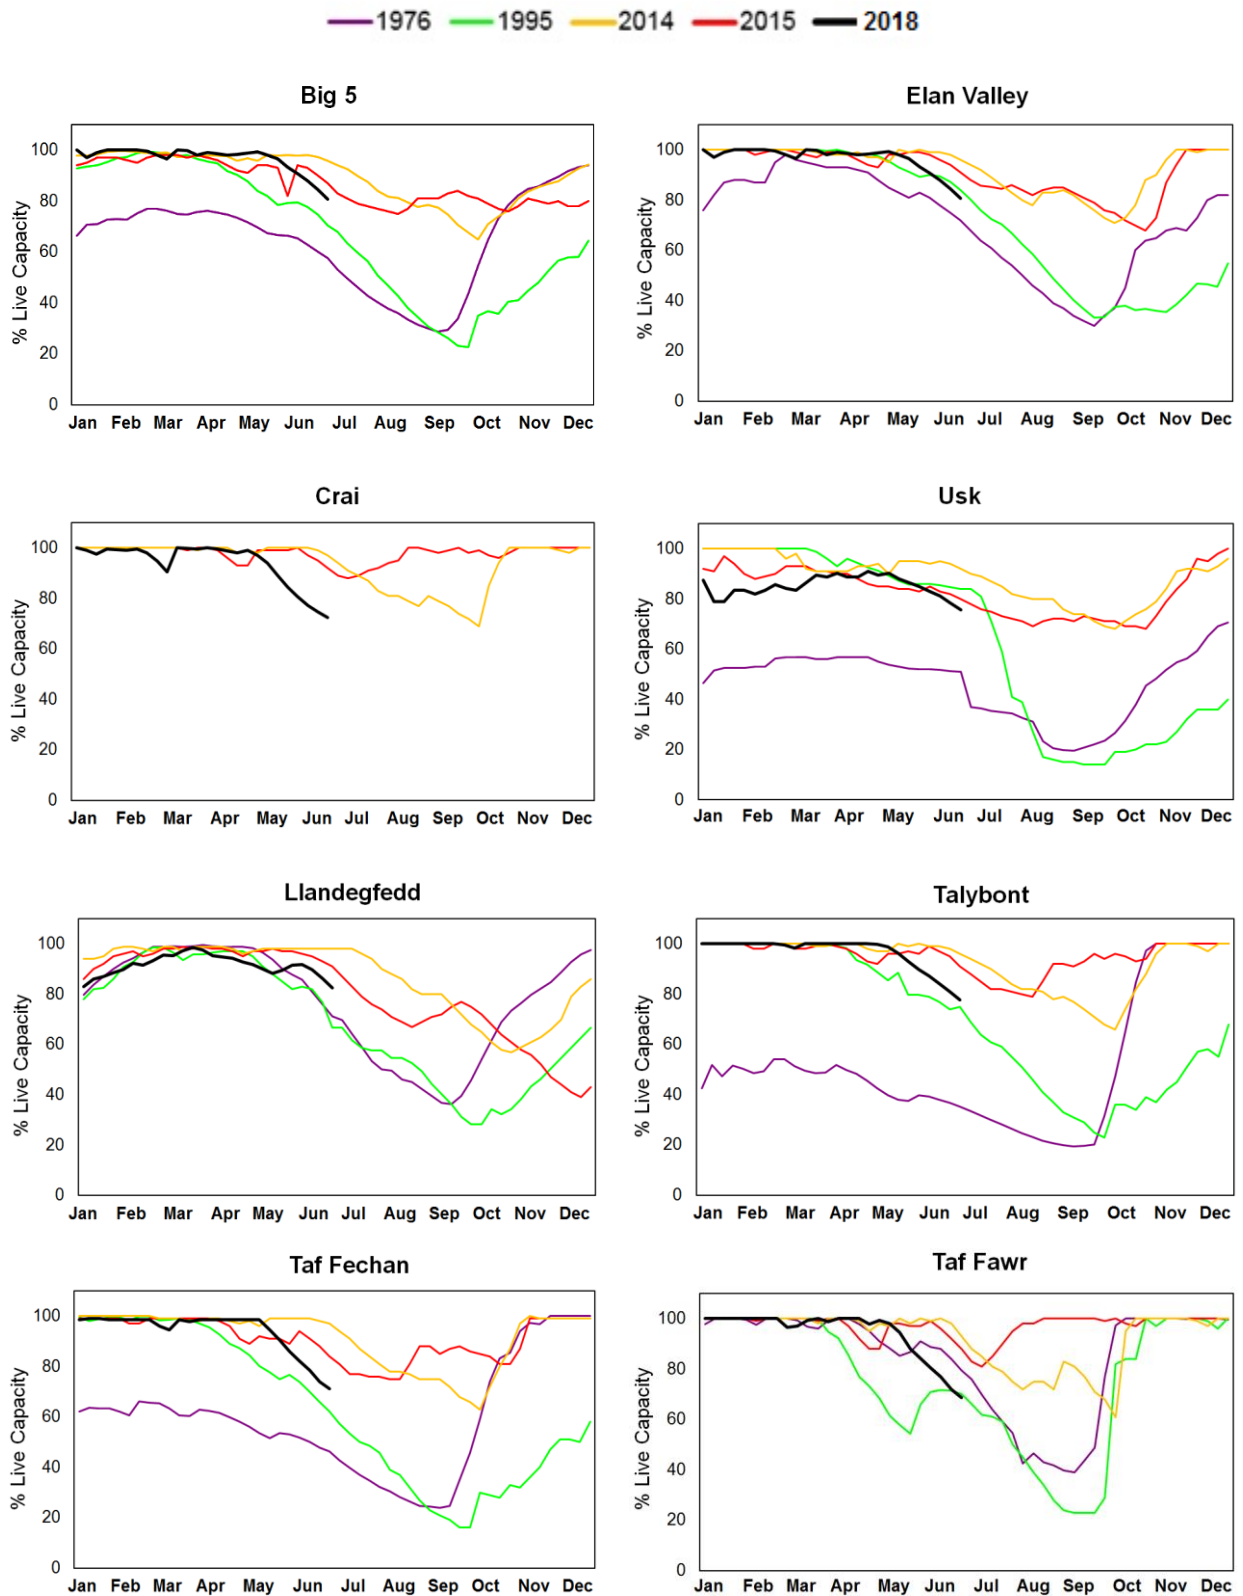 1976 1995 2014 2015 2018
Big 5
% Live Capacity
100
80
60
40
20
0
Jan Feb Mar Apr May Jun Jul Aug Sep Oct Nov Dec
Elan Valley
% Live Capacity
100
80
60
40
20
0
Jan Feb Mar Apr May Jun Jul Aug Sep Oct Nov Dec
Crai
% Live Capacity
100
80
60
40
20
0
Jan Feb Mar Apr May Jun Jul Aug Sep Oct Nov Dec
Usk
% Live Capacity
100
80
60
40
20
0
Jan Feb Mar Apr May Jun Jul Aug Sep Oct Nov Dec
Llandegfedd
% Live Capacity
100
80
60
40
20
0
Jan Feb Mar Apr May Jun Jul Aug Sep Oct Nov Dec
Talybont
% Live Capacity
100
80
60
40
20
0
Jan Feb Mar Apr May Jun Jul Aug Sep Oct Nov Dec
Taf Fechan
% Live Capacity
100
80
60
40
20
0
Jan Feb Mar Apr May Jun Jul Aug Sep Oct Nov Dec
Taf Fawr
% Live Capacity
100
80
60
40
20
0
Jan Feb Mar Apr May Jun Jul Aug Sep Oct Nov Dec